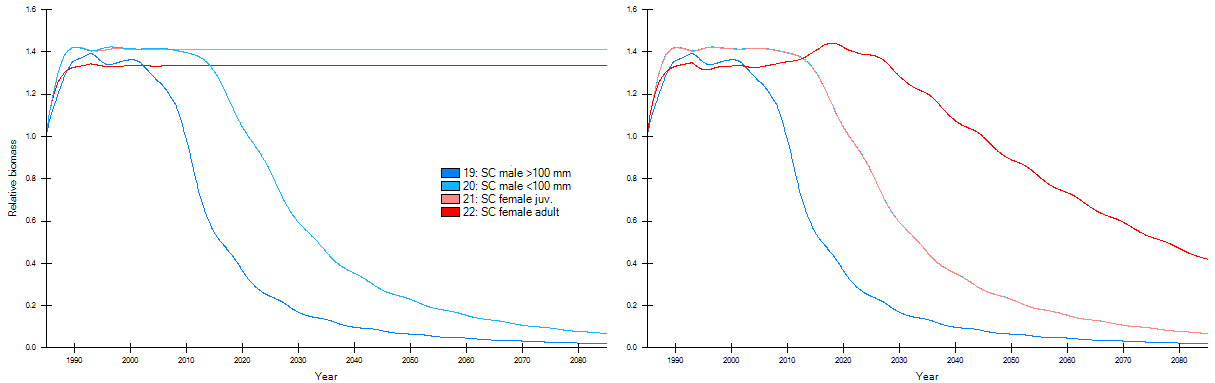 1.6
1.4
1.2
1.0
0.8
0.6
0.4
0.2
0.0
Relative biomass
1990 2000 2010 2020 2030 2040 2050 2060 2070 2080
Year
19: SC male >100 mm
20: SC male <100 mm
21: SC female juv.
22: SC female adult
1.6
1.4
1.2
1.0
0.8
0.6
0.4
0.2
0.0
1990 2000 2010 2020 2030 2040 2050 2060 2070 2080
Year